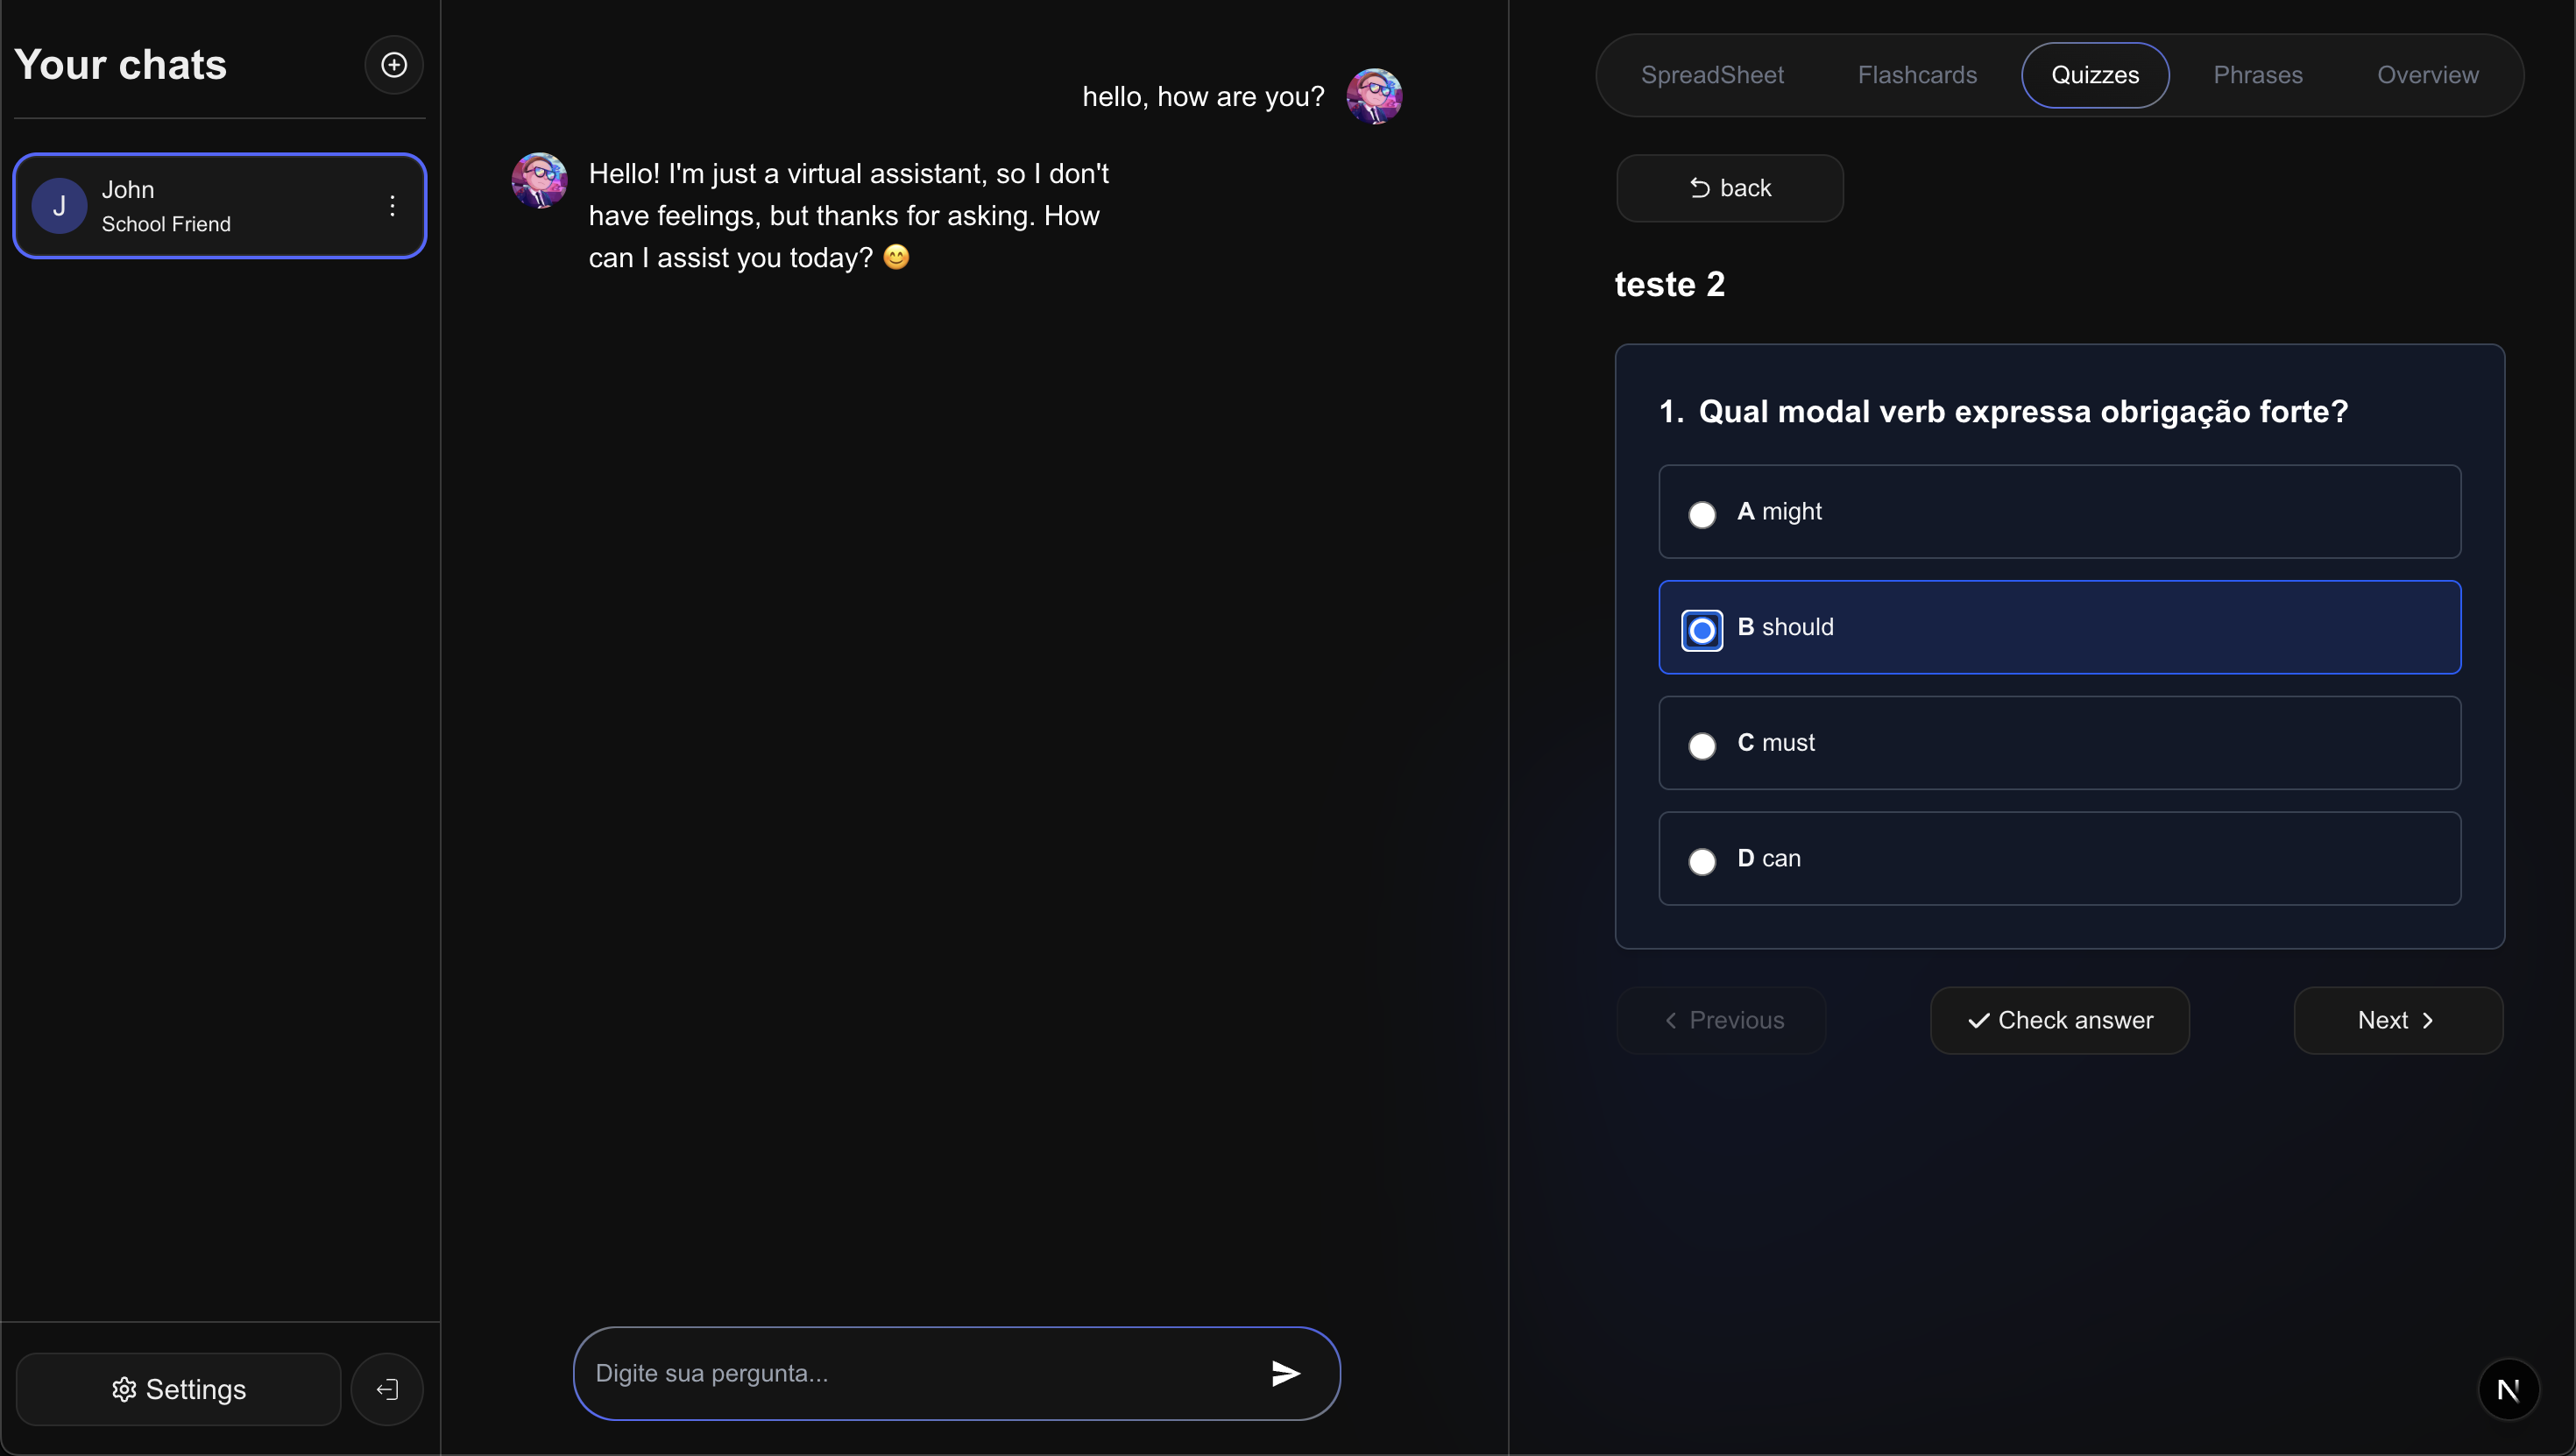 Your chats
J
John
School Friend
Settings
hello, how are you?
Hello! I'm just a virtual assistant, so I don't
have feelings, but thanks for asking. How
can I assist you today? 😊
Digite sua pergunta...
SpreadSheet Flashcards Quizzes Phrases Overview
back
teste 2
1. Qual modal verb expressa obrigação forte?
A might
B should
C must
D can
Previous Check answer Next
N